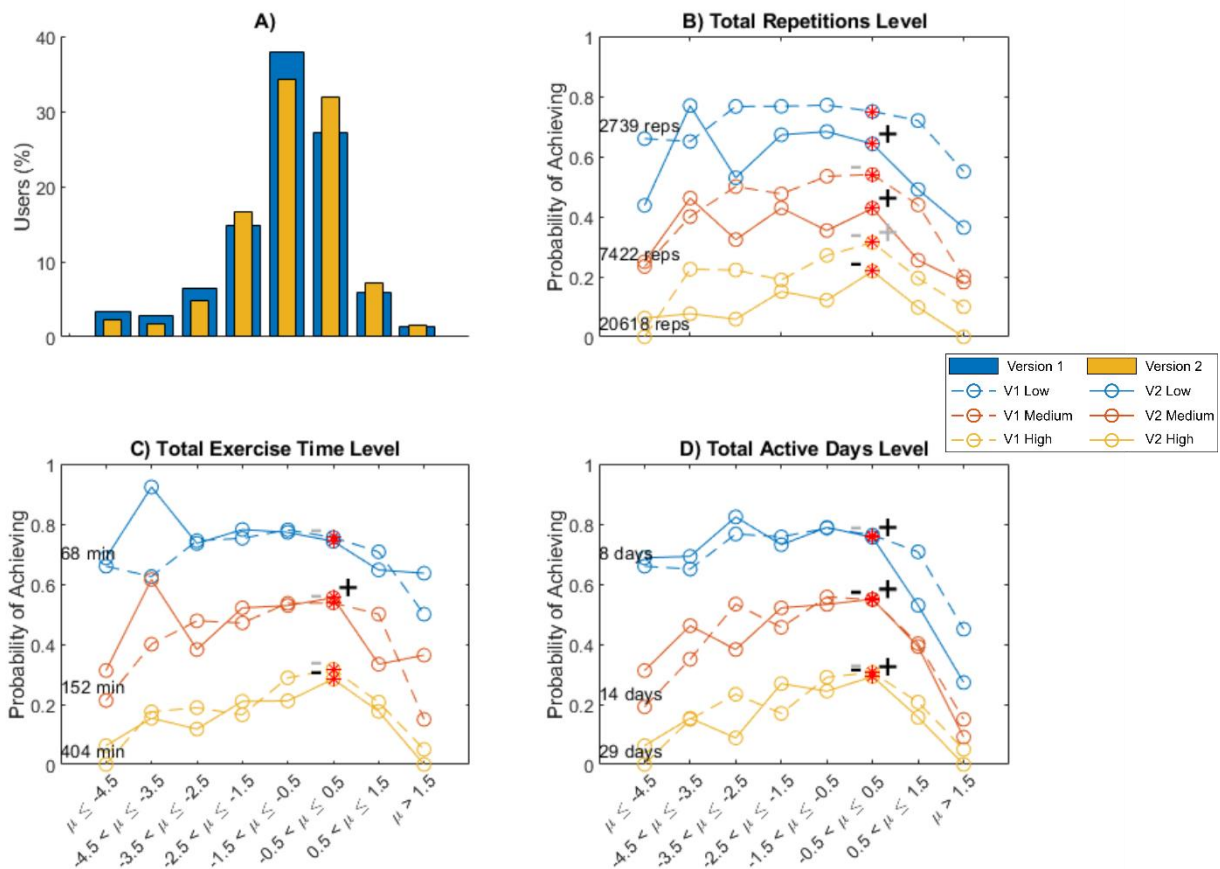 A)
40
30
20
10
0
Users (%)
B) Total Repetitions Level
1
0.8
0.6
0.4
0.2
0
Probability of Achieving
2739 reps
7422 reps
20618 reps
+
-
+
-
+
-
Version 1 Version 2
V1 Low V2 Low
V1 Medium V2 Medium
V1 High V2 High
C) Total Exercise Time Level
1
0.8
0.6
0.4
0.2
0
Probability of Achieving
68 min
152 min
404 min
-
+
-
-
-
μ ≤ -4.5
-4.5 < μ ≤ -3.5
-3.5 < μ ≤ -2.5
-2.5 < μ ≤ -1.5
-1.5 < μ ≤ -0.5
-0.5 < μ ≤ 0.5
0.5 < μ ≤ 1.5
μ > 1.5
D) Total Active Days Level
1
0.8
0.6
0.4
0.2
0
Probability of Achieving
8 days
14 days
29 days
- +
- +
- +
-
μ ≤ -4.5
-4.5 < μ ≤ -3.5
-3.5 < μ ≤ -2.5
-2.5 < μ ≤ -1.5
-1.5 < μ ≤ -0.5
-0.5 < μ ≤ 0.5
0.5 < μ ≤ 1.5
μ > 1.5